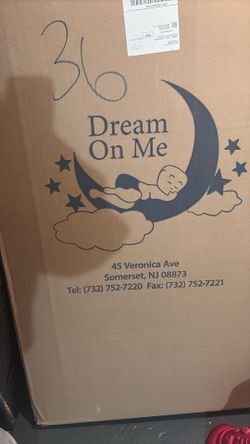 36
Dream
On Me
45 Veronica Ave
Somerset, NJ 08873
Tel: (732) 752-7220 Fax: (732) 752-7221